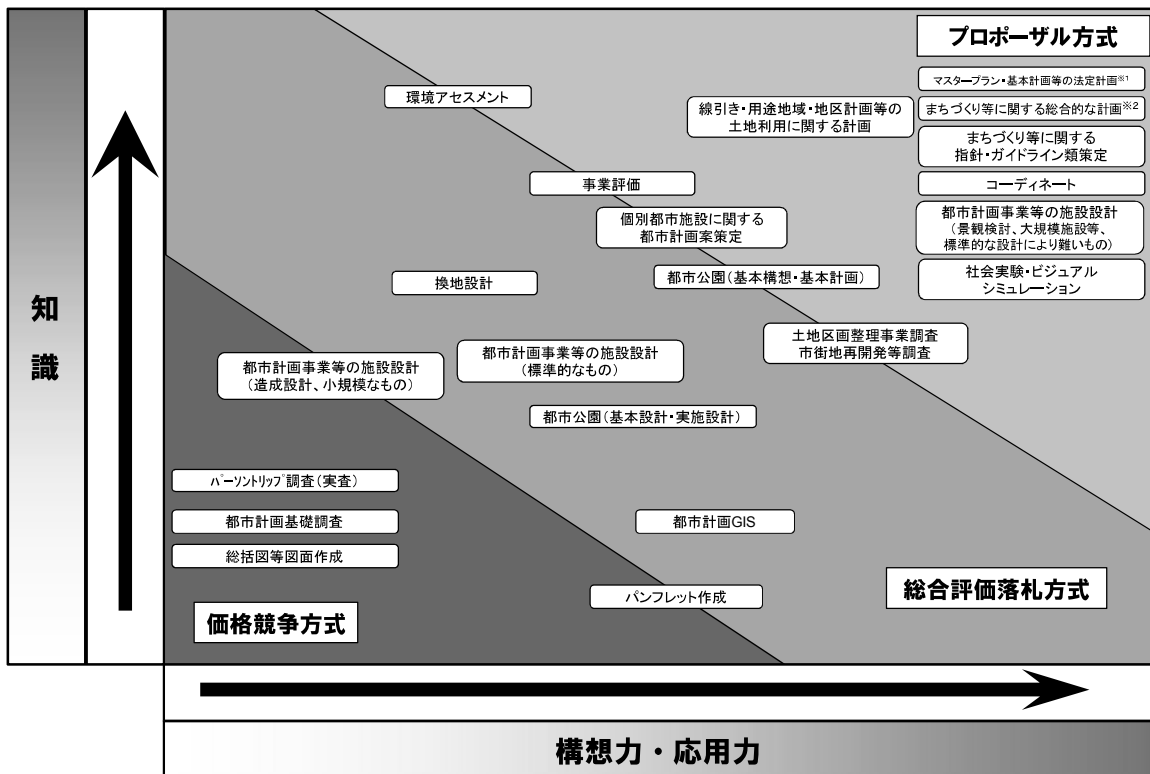 プロポーザル方式
マスタープラン・基本計画等の法定計画※1
環境アセスメント
線引き・用途地域・地区計画等の
土地利用に関する計画
まちづくり等に関する総合的な計画※2
まちづくり等に関する
指針・ガイドライン類策定
事業評価
コーディネート
個別都市施設に関する
都市計画案策定
都市計画事業等の施設設計
(景観検討、大規模施設等、
標準的な設計により難いもの)
換地設計
都市公園(基本構想・基本計画)
社会実験・ビジュアル
シミュレーション
知
識
都市計画事業等の施設設計
(造成設計、小規模なもの)
都市計画事業等の施設設計
(標準的なもの)
土地区画整理事業調査
市街地再開発等調査
都市公園(基本設計・実施設計)
パーソントリップ調査(実査)
都市計画基礎調査
都市計画GIS
総括図等図面作成
パンフレット作成
総合評価落札方式
価格競争方式
構想力・応用力